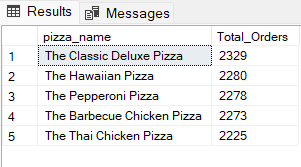 Results Messages
pizza_name Total_Orders
1 The Classic Deluxe Pizza 2329
2 The Hawaiian Pizza 2280
3 The Pepperoni Pizza 2278
4 The Barbecue Chicken Pizza 2273
5 The Thai Chicken Pizza 2225